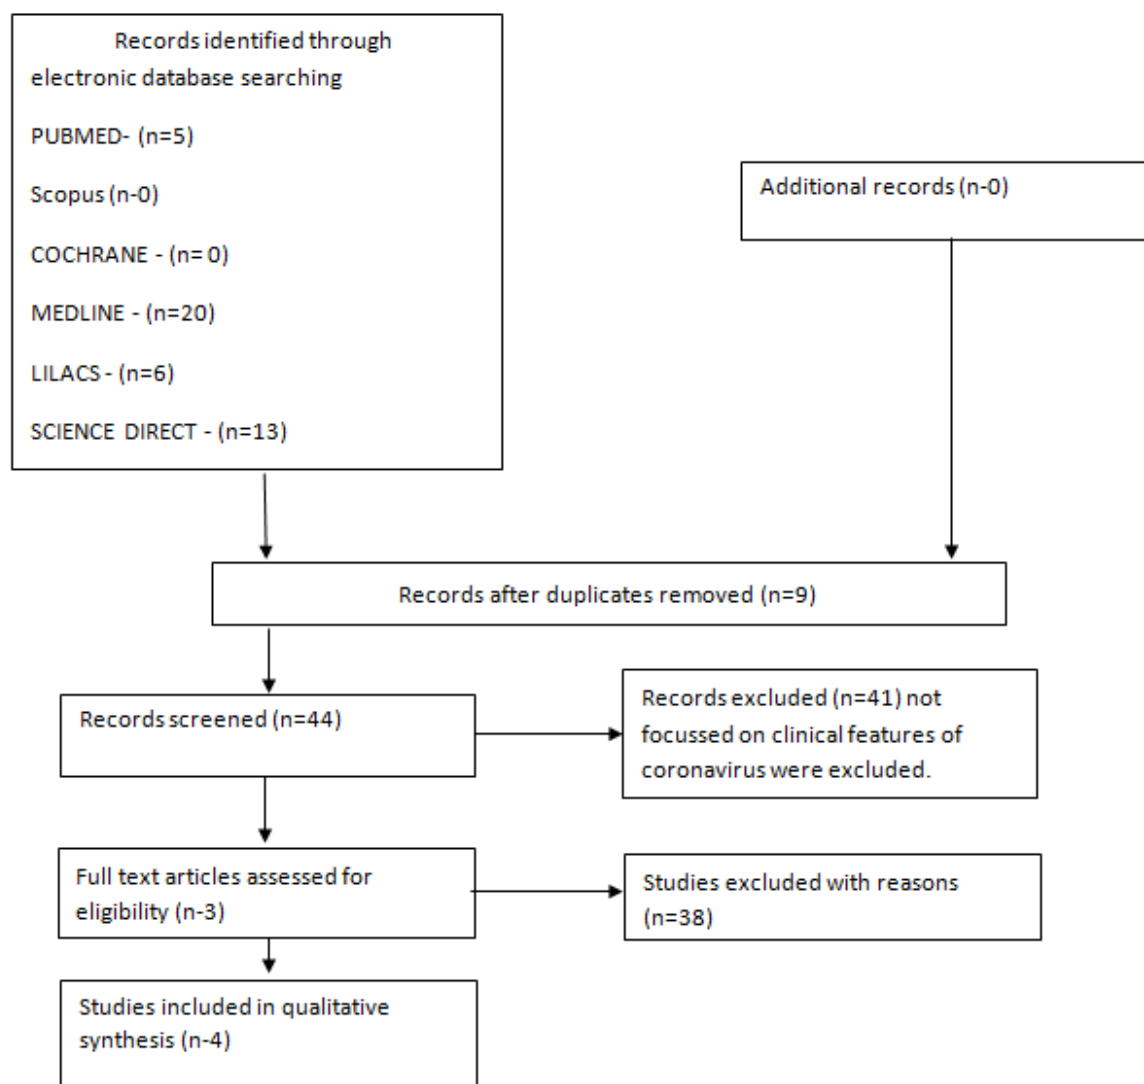 Records identified through
electronic database searching
PUBMED- (n=5)
Scopus (n-0)
COCHRANE - (n= 0)
MEDLINE - (n=20)
LILACS - (n=6)
SCIENCE DIRECT - (n=13)
Additional records (n-0)
Records after duplicates removed (n=9)
Records screened (n=44)
Records excluded (n=41) not
focussed on clinical features of
coronavirus were excluded.
Full text articles assessed for
eligibility (n-3)
Studies excluded with reasons
(n=38)
Studies included in qualitative
synthesis (n-4)